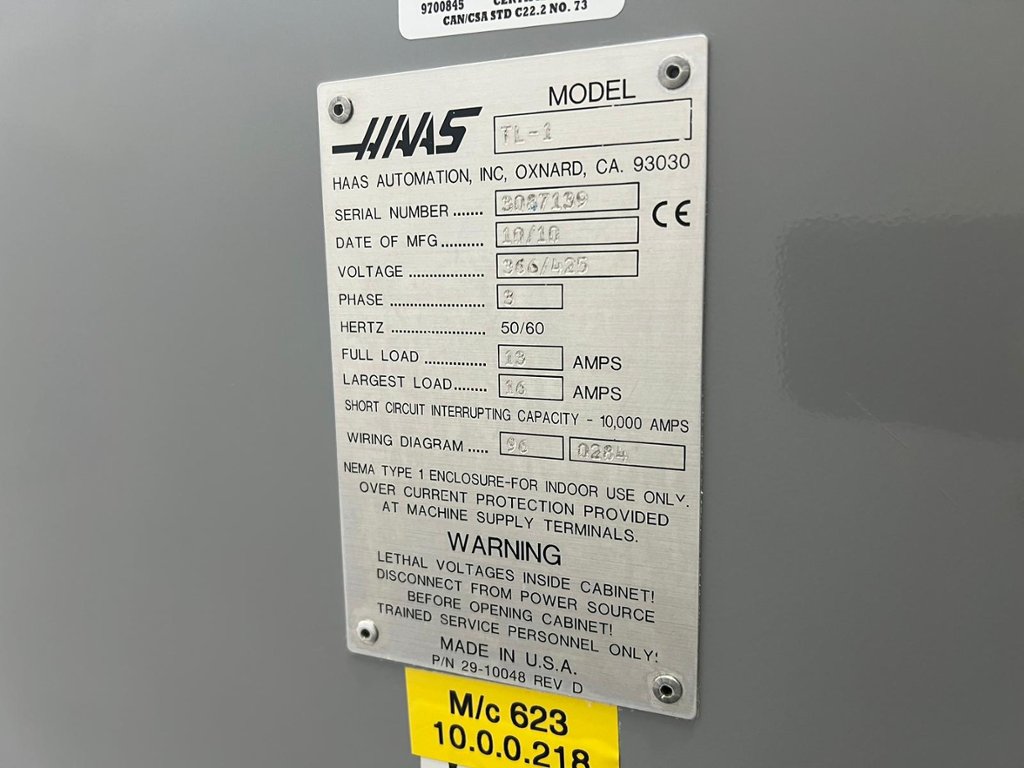 9700845
CAN/CSA STD C22.2 NO. 73
HAAS
MODEL
TL-1
HAAS AUTOMATION, INC, OXNARD, CA. 93030
SERIAL NUMBER ....... 3087139
CE
DATE OF MFG .......... 10/10
VOLTAGE .................. 366/425
PHASE ...................... 3
HERTZ ...................... 50/60
FULL LOAD .............. 13 AMPS
LARGEST LOAD ........ 16 AMPS
SHORT CIRCUIT INTERRUPTING CAPACITY - 10,000 AMPS
WIRING DIAGRAM ..... 96 0284
NEMA TYPE 1 ENCLOSURE-FOR INDOOR USE ONLY.
OVER CURRENT PROTECTION PROVIDED
AT MACHINE SUPPLY TERMINALS.
WARNING
LETHAL VOLTAGES INSIDE CABINET!
DISCONNECT FROM POWER SOURCE
BEFORE OPENING CABINET!
TRAINED SERVICE PERSONNEL ONLY!
MADE IN U.S.A.
P/N 29-10048 REV D
M/c 623
10.0.0.218